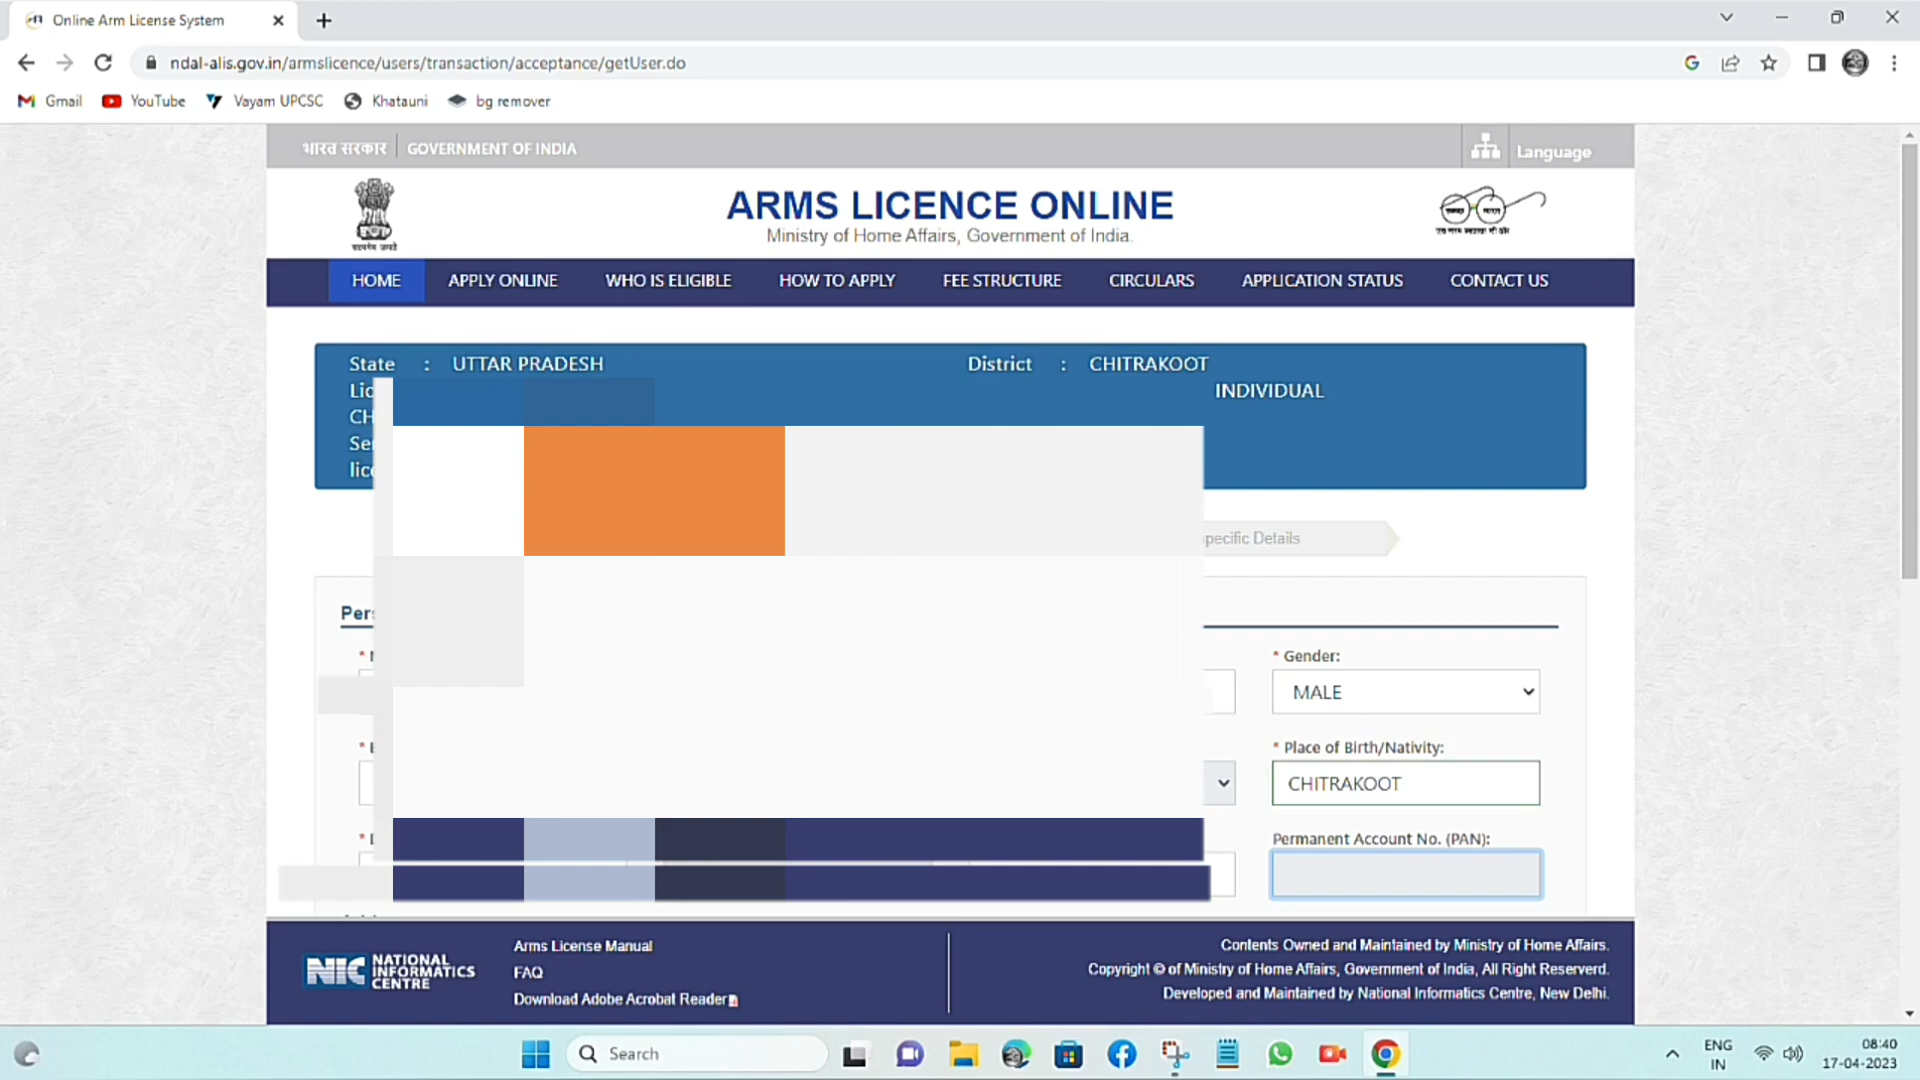 Online Arm License System
ndal-alis.gov.in/armslicence/users/transaction/acceptance/getUser.do
Gmail YouTube Vayam UPCSC Khatauni bg remover
भारत सरकार GOVERNMENT OF INDIA Language
सत्यमेव जयते
ARMS LICENCE ONLINE
Ministry of Home Affairs, Government of India.
HOME APPLY ONLINE WHO IS ELIGIBLE HOW TO APPLY FEE STRUCTURE CIRCULARS APPLICATION STATUS CONTACT US
State : UTTAR PRADESH District : CHITRAKOOT
INDIVIDUAL
Details
* Gender:
MALE
* Place of Birth/Nativity:
CHITRAKOOT
Permanent Account No. (PAN):
NIC NATIONAL INFORMATICS CENTRE
Arms License Manual
FAQ
Download Adobe Acrobat Reader
Contents Owned and Maintained by Ministry of Home Affairs.
Copyright © of Ministry of Home Affairs, Government of India, All Right Reserverd.
Developed and Maintained by National Informatics Centre, New Delhi.
Search
ENG
IN
08:40
17-04-2023